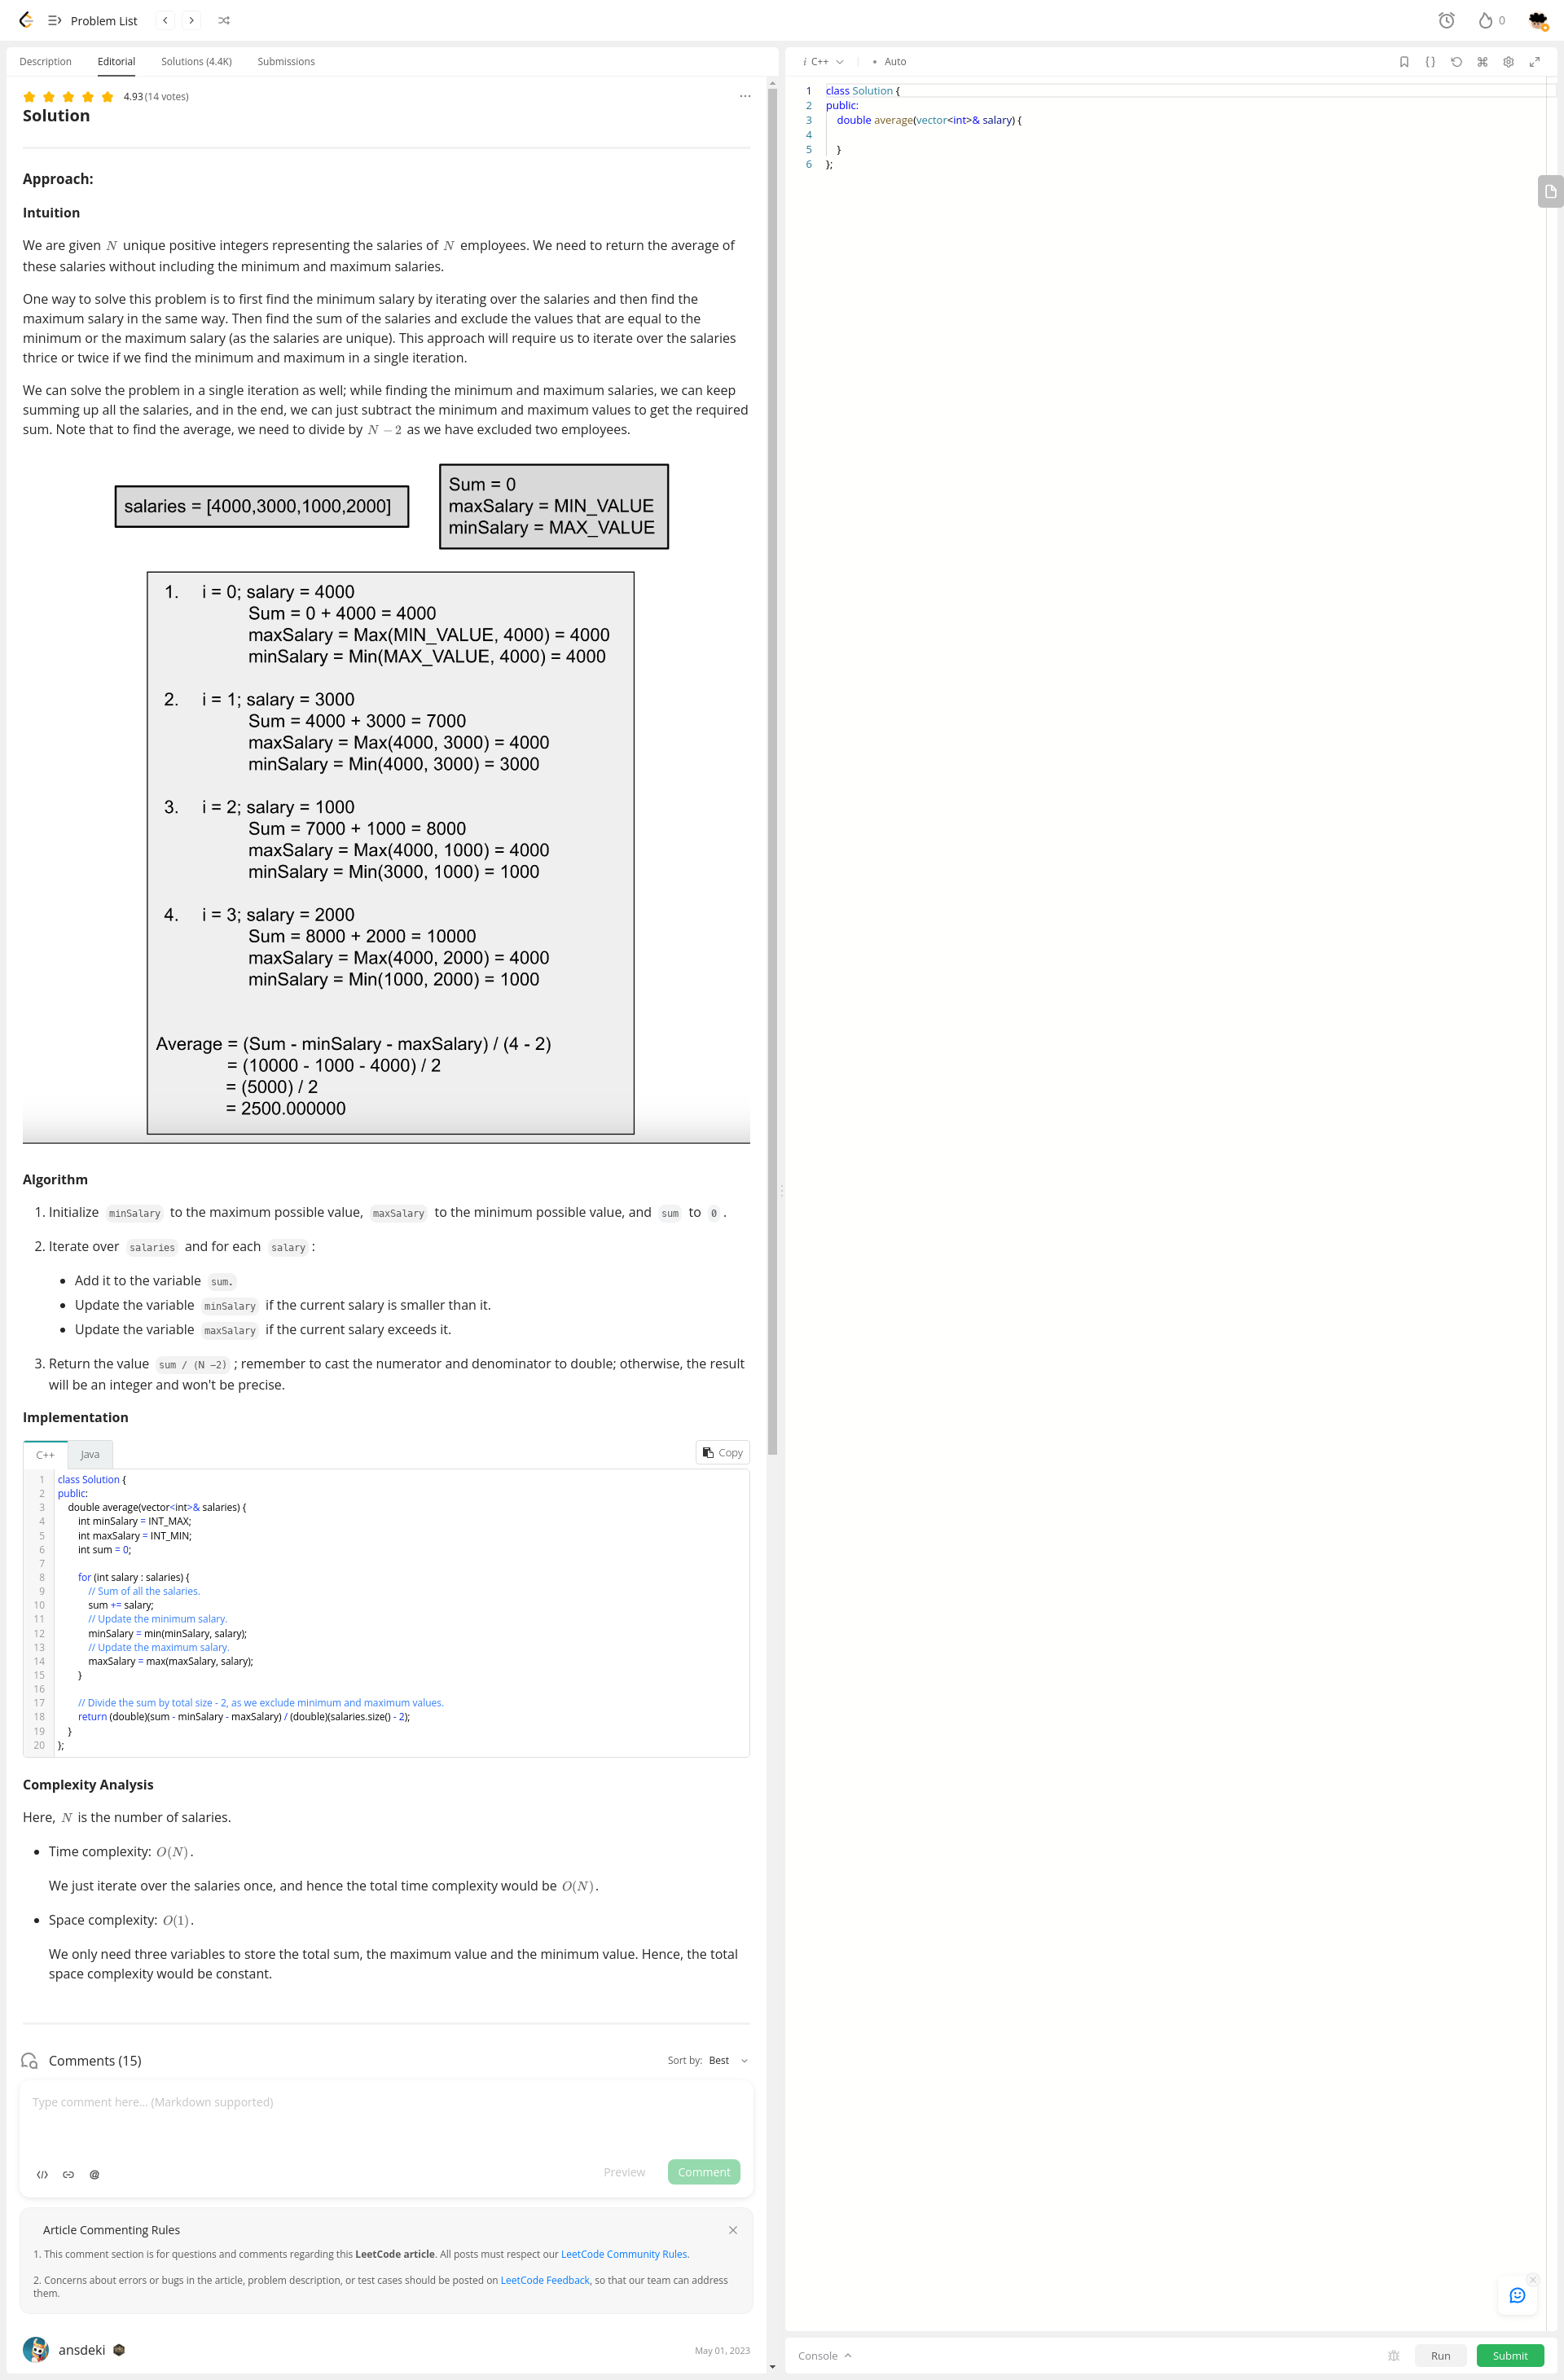 Problem List
0
Description Editorial Solutions (4.4K) Submissions
4.93 (14 votes)
Solution
Approach:
Intuition
We are given N unique positive integers representing the salaries of N employees. We need to return the average of
these salaries without including the minimum and maximum salaries.
One way to solve this problem is to first find the minimum salary by iterating over the salaries and then find the
maximum salary in the same way. Then find the sum of the salaries and exclude the values that are equal to the
minimum or the maximum salary (as the salaries are unique). This approach will require us to iterate over the salaries
thrice or twice if we find the minimum and maximum in a single iteration.
We can solve the problem in a single iteration as well; while finding the minimum and maximum salaries, we can keep
summing up all the salaries, and in the end, we can just subtract the minimum and maximum values to get the required
sum. Note that to find the average, we need to divide by N − 2 as we have excluded two employees.
salaries = [4000,3000,1000,2000]
Sum = 0
maxSalary = MIN_VALUE
minSalary = MAX_VALUE
1. i = 0; salary = 4000
Sum = 0 + 4000 = 4000
maxSalary = Max(MIN_VALUE, 4000) = 4000
minSalary = Min(MAX_VALUE, 4000) = 4000
2. i = 1; salary = 3000
Sum = 4000 + 3000 = 7000
maxSalary = Max(4000, 3000) = 4000
minSalary = Min(4000, 3000) = 3000
3. i = 2; salary = 1000
Sum = 7000 + 1000 = 8000
maxSalary = Max(4000, 1000) = 4000
minSalary = Min(3000, 1000) = 1000
4. i = 3; salary = 2000
Sum = 8000 + 2000 = 10000
maxSalary = Max(4000, 2000) = 4000
minSalary = Min(1000, 2000) = 1000
Average = (Sum - minSalary - maxSalary) / (4 - 2)
= (10000 - 1000 - 4000) / 2
= (5000) / 2
= 2500.000000
Algorithm
1. Initialize minSalary to the maximum possible value, maxSalary to the minimum possible value, and sum to 0 .
2. Iterate over salaries and for each salary :
• Add it to the variable sum.
• Update the variable minSalary if the current salary is smaller than it.
• Update the variable maxSalary if the current salary exceeds it.
3. Return the value sum / (N −2) ; remember to cast the numerator and denominator to double; otherwise, the result
will be an integer and won't be precise.
Implementation
C++ Java Copy
1 class Solution {
2 public:
3 double average(vector<int>& salaries) {
4 int minSalary = INT_MAX;
5 int maxSalary = INT_MIN;
6 int sum = 0;
7
8 for (int salary : salaries) {
9 // Sum of all the salaries.
10 sum += salary;
11 // Update the minimum salary.
12 minSalary = min(minSalary, salary);
13 // Update the maximum salary.
14 maxSalary = max(maxSalary, salary);
15 }
16
17 // Divide the sum by total size - 2, as we exclude minimum and maximum values.
18 return (double)(sum - minSalary - maxSalary) / (double)(salaries.size() - 2);
19 }
20 };
Complexity Analysis
Here, N is the number of salaries.
• Time complexity: O(N).
We just iterate over the salaries once, and hence the total time complexity would be O(N).
• Space complexity: O(1).
We only need three variables to store the total sum, the maximum value and the minimum value. Hence, the total
space complexity would be constant.
Comments (15) Sort by: Best
Type comment here... (Markdown supported)
Preview Comment
Article Commenting Rules
1. This comment section is for questions and comments regarding this LeetCode article. All posts must respect our LeetCode Community Rules.
2. Concerns about errors or bugs in the article, problem description, or test cases should be posted on LeetCode Feedback, so that our team can address
them.
ansdeki May 01, 2023
i C++ • Auto
1 class Solution {
2 public:
3 double average(vector<int>& salary) {
4
5 }
6 };
Console Run Submit